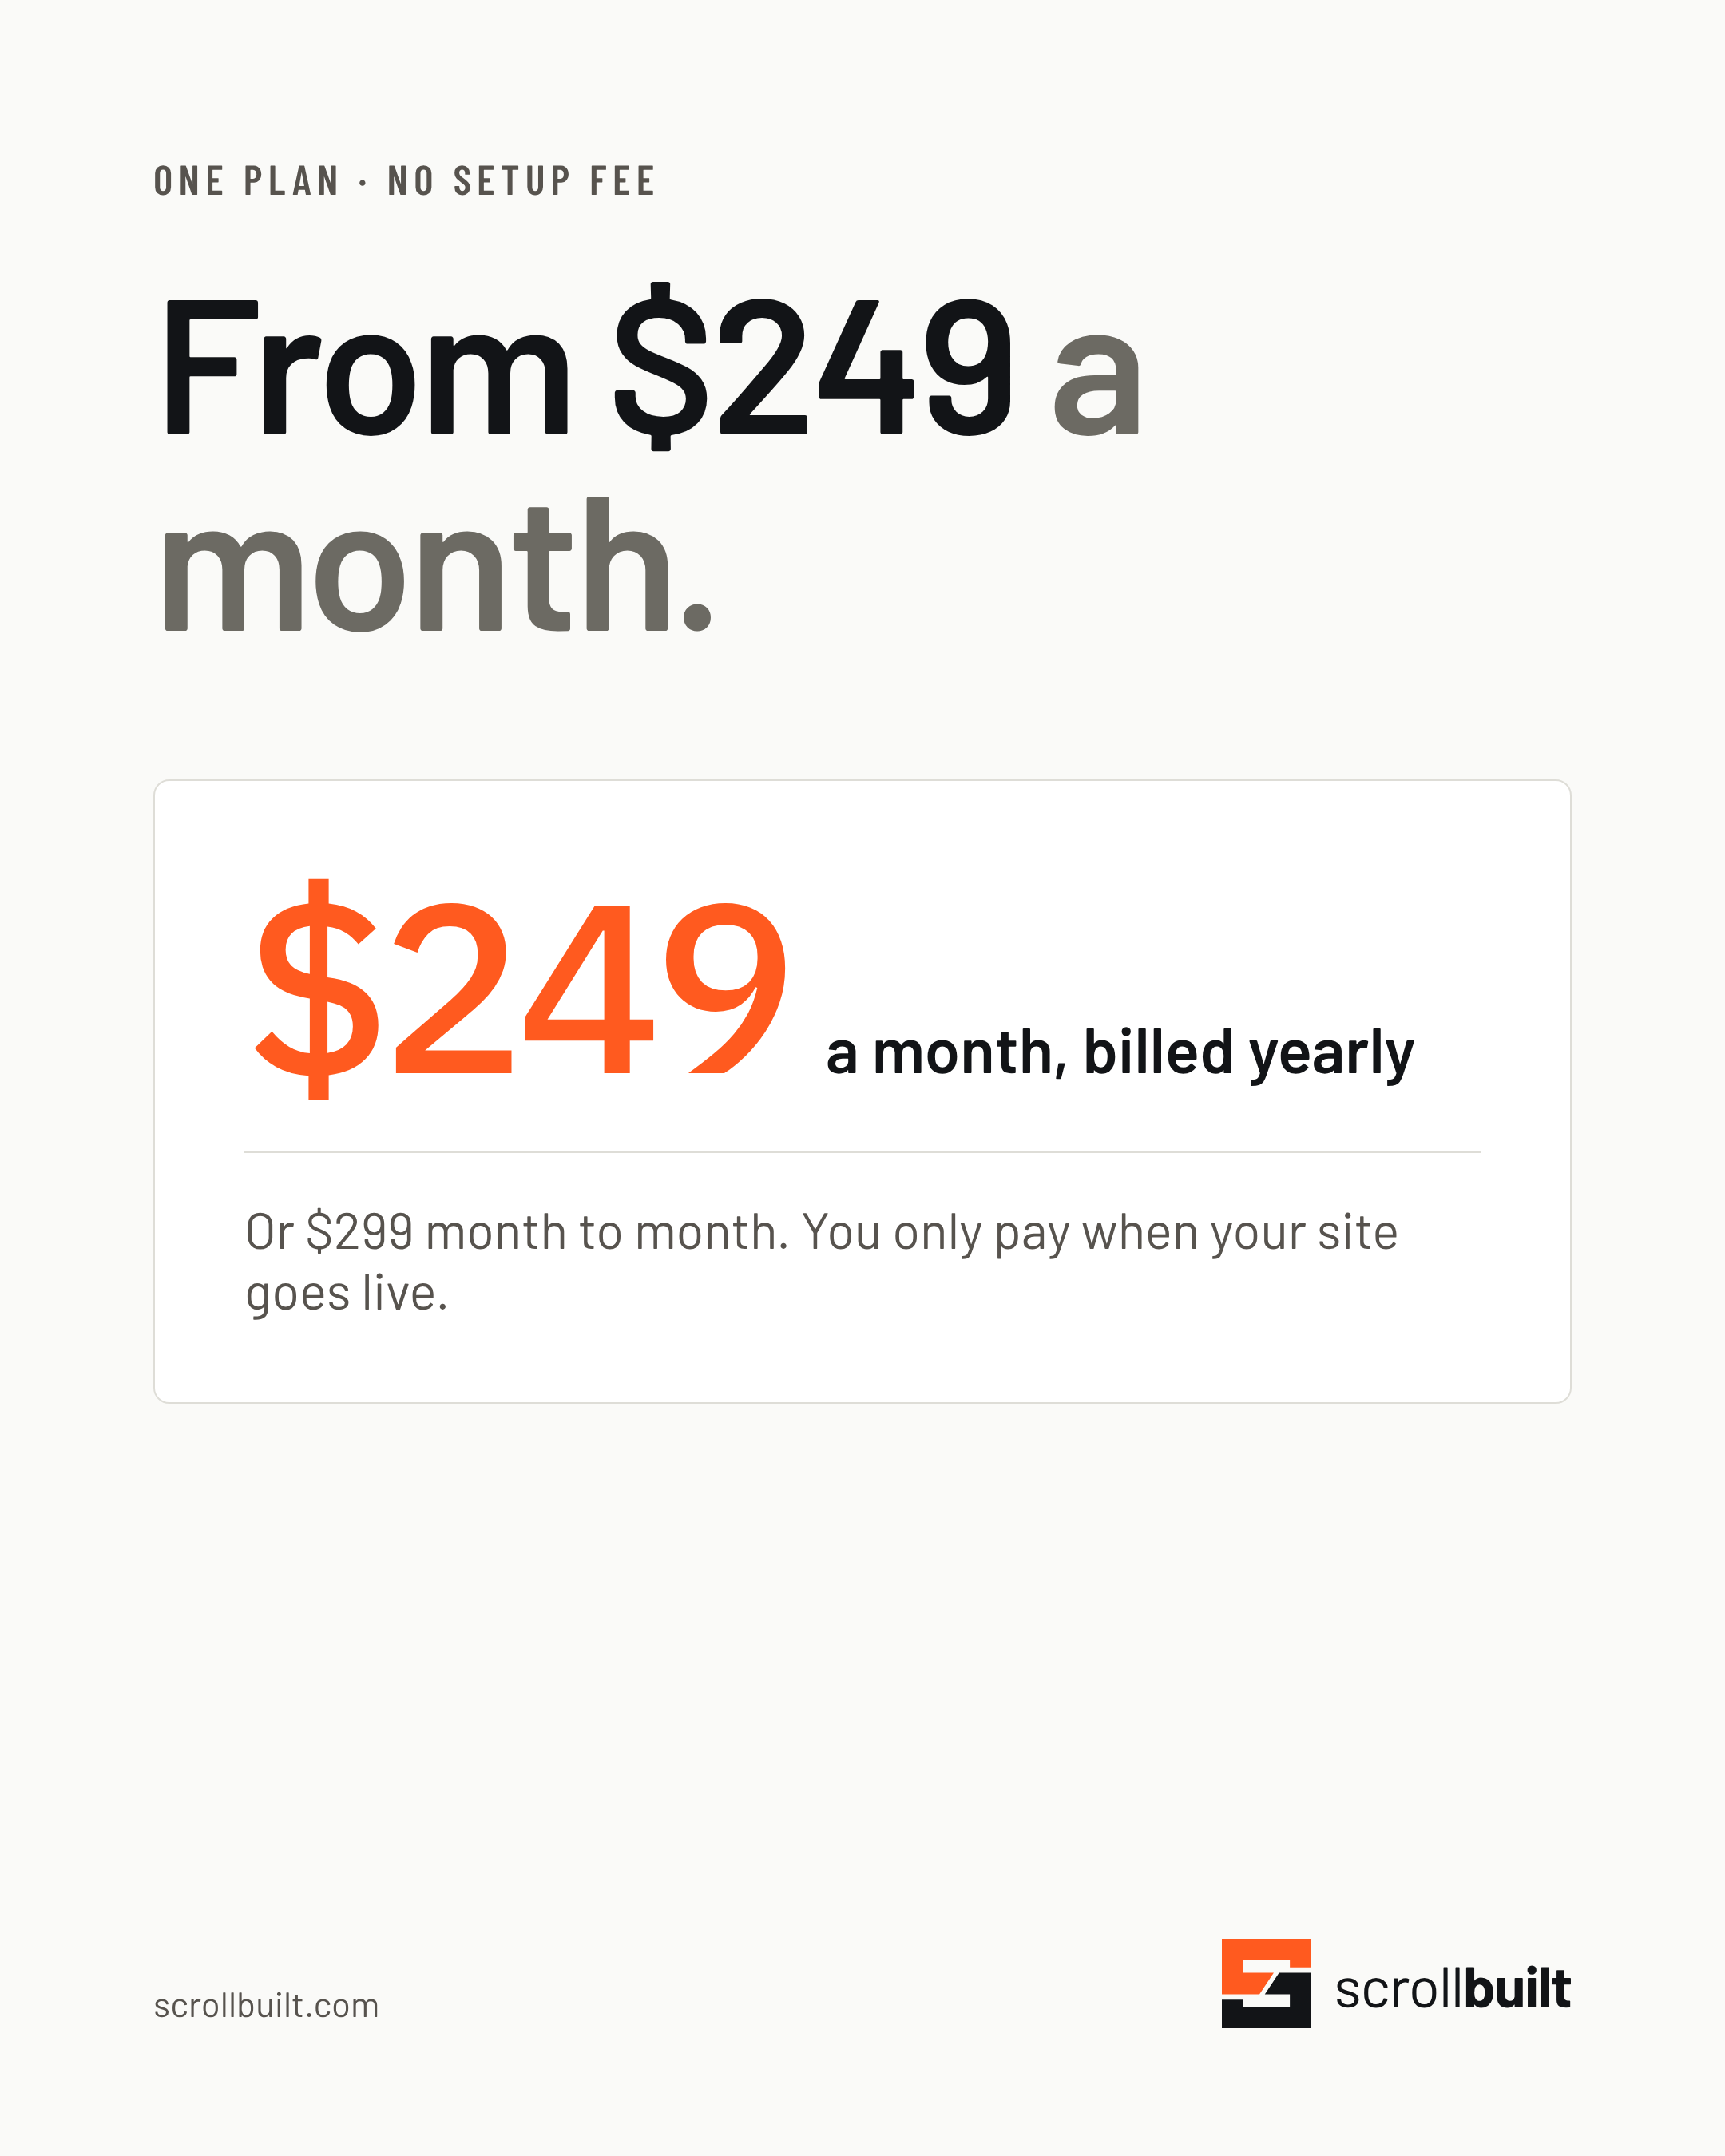 ONE PLAN · NO SETUP FEE
From $249 a
month.
$249 a month, billed yearly
Or $299 month to month. You only pay when your site
goes live.
scrollbuilt.com
scrollbuilt